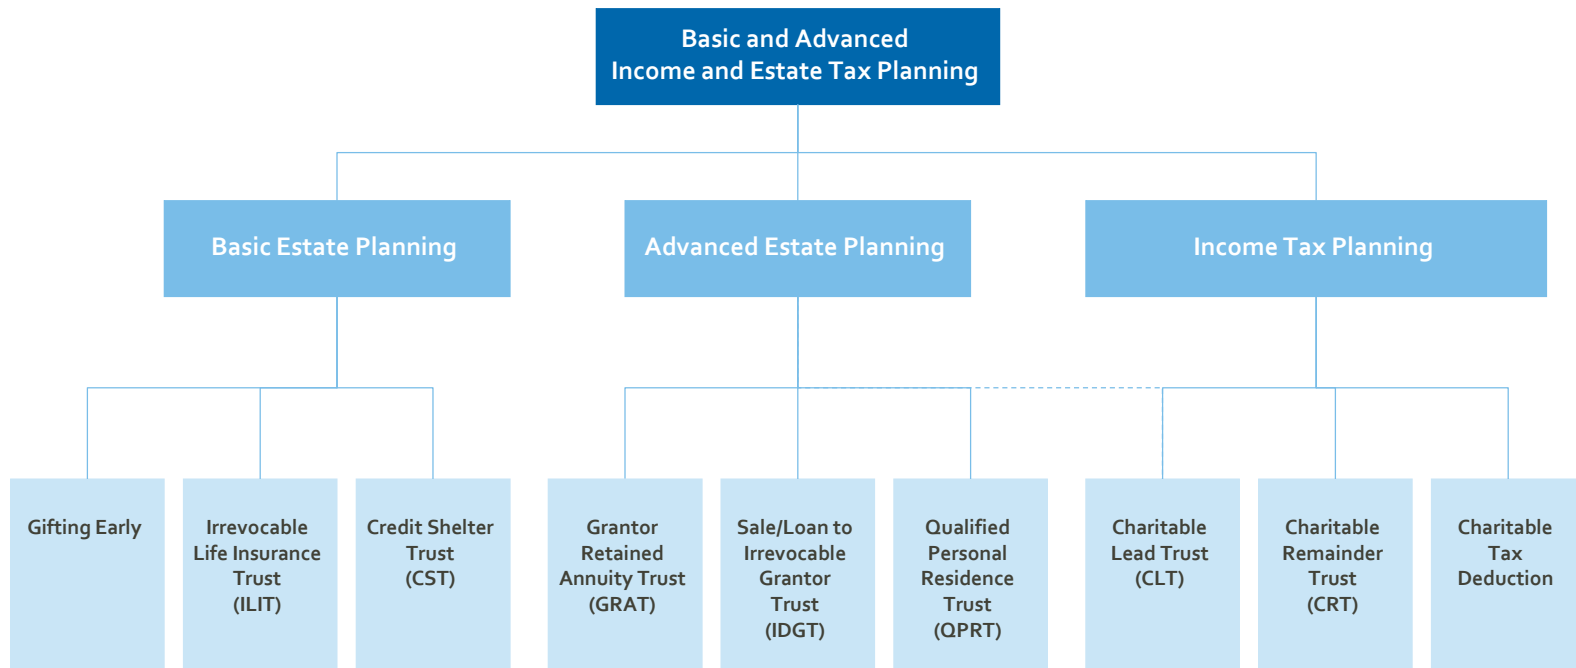 Basic and Advanced
Income and Estate Tax Planning
Basic Estate Planning
Advanced Estate Planning
Income Tax Planning
Gifting Early
Irrevocable
Life Insurance
Trust
(ILIT)
Credit Shelter
Trust
(CST)
Grantor
Retained
Annuity Trust
(GRAT)
Sale/Loan to
Irrevocable
Grantor
Trust
(IDGT)
Qualified
Personal
Residence
Trust
(QPRT)
Charitable
Lead Trust
(CLT)
Charitable
Remainder
Trust
(CRT)
Charitable
Tax
Deduction